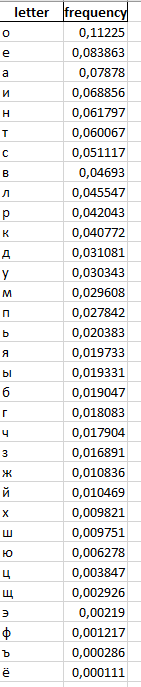 letter frequency
о 0,11225
е 0,083863
а 0,07878
и 0,068856
н 0,061797
т 0,060067
с 0,051117
в 0,04693
л 0,045547
р 0,042043
к 0,040772
д 0,031081
у 0,030343
м 0,029608
п 0,027842
ь 0,020383
я 0,019733
ы 0,019331
б 0,019047
г 0,018083
ч 0,017904
з 0,016891
ж 0,010836
й 0,010469
х 0,009821
ш 0,009751
ю 0,006278
ц 0,003847
щ 0,002926
э 0,00219
ф 0,001217
ъ 0,000286
ё 0,000111